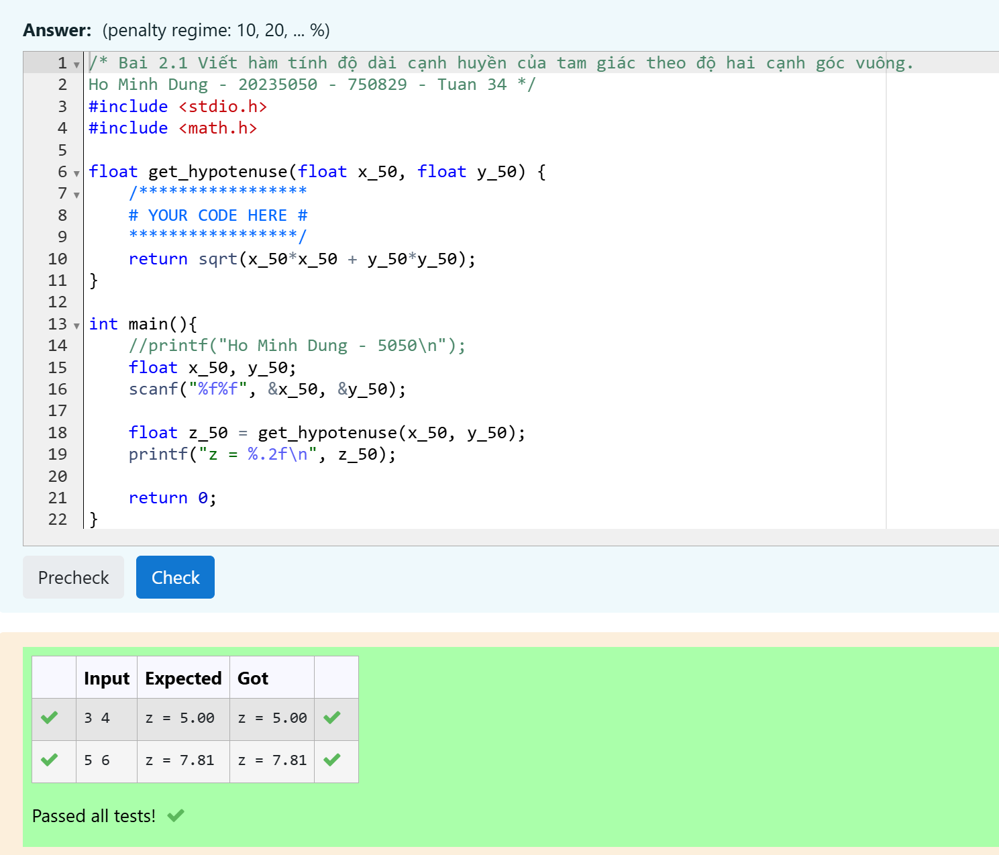 Answer: (penalty regime: 10, 20, ... %)
1 /* Bai 2.1 Viết hàm tính độ dài cạnh huyền của tam giác theo độ hai cạnh góc vuông.
2 Ho Minh Dung - 20235050 - 750829 - Tuan 34 */
3 #include <stdio.h>
4 #include <math.h>
5
6 float get_hypotenuse(float x_50, float y_50) {
7     /*****************
8     # YOUR CODE HERE #
9     *****************/
10     return sqrt(x_50*x_50 + y_50*y_50);
11 }
12
13 int main(){
14     //printf("Ho Minh Dung - 5050\n");
15     float x_50, y_50;
16     scanf("%f%f", &x_50, &y_50);
17
18     float z_50 = get_hypotenuse(x_50, y_50);
19     printf("z = %.2f\n", z_50);
20
21     return 0;
22 }
Precheck Check
Input Expected Got
3 4 z = 5.00 z = 5.00
5 6 z = 7.81 z = 7.81
Passed all tests!